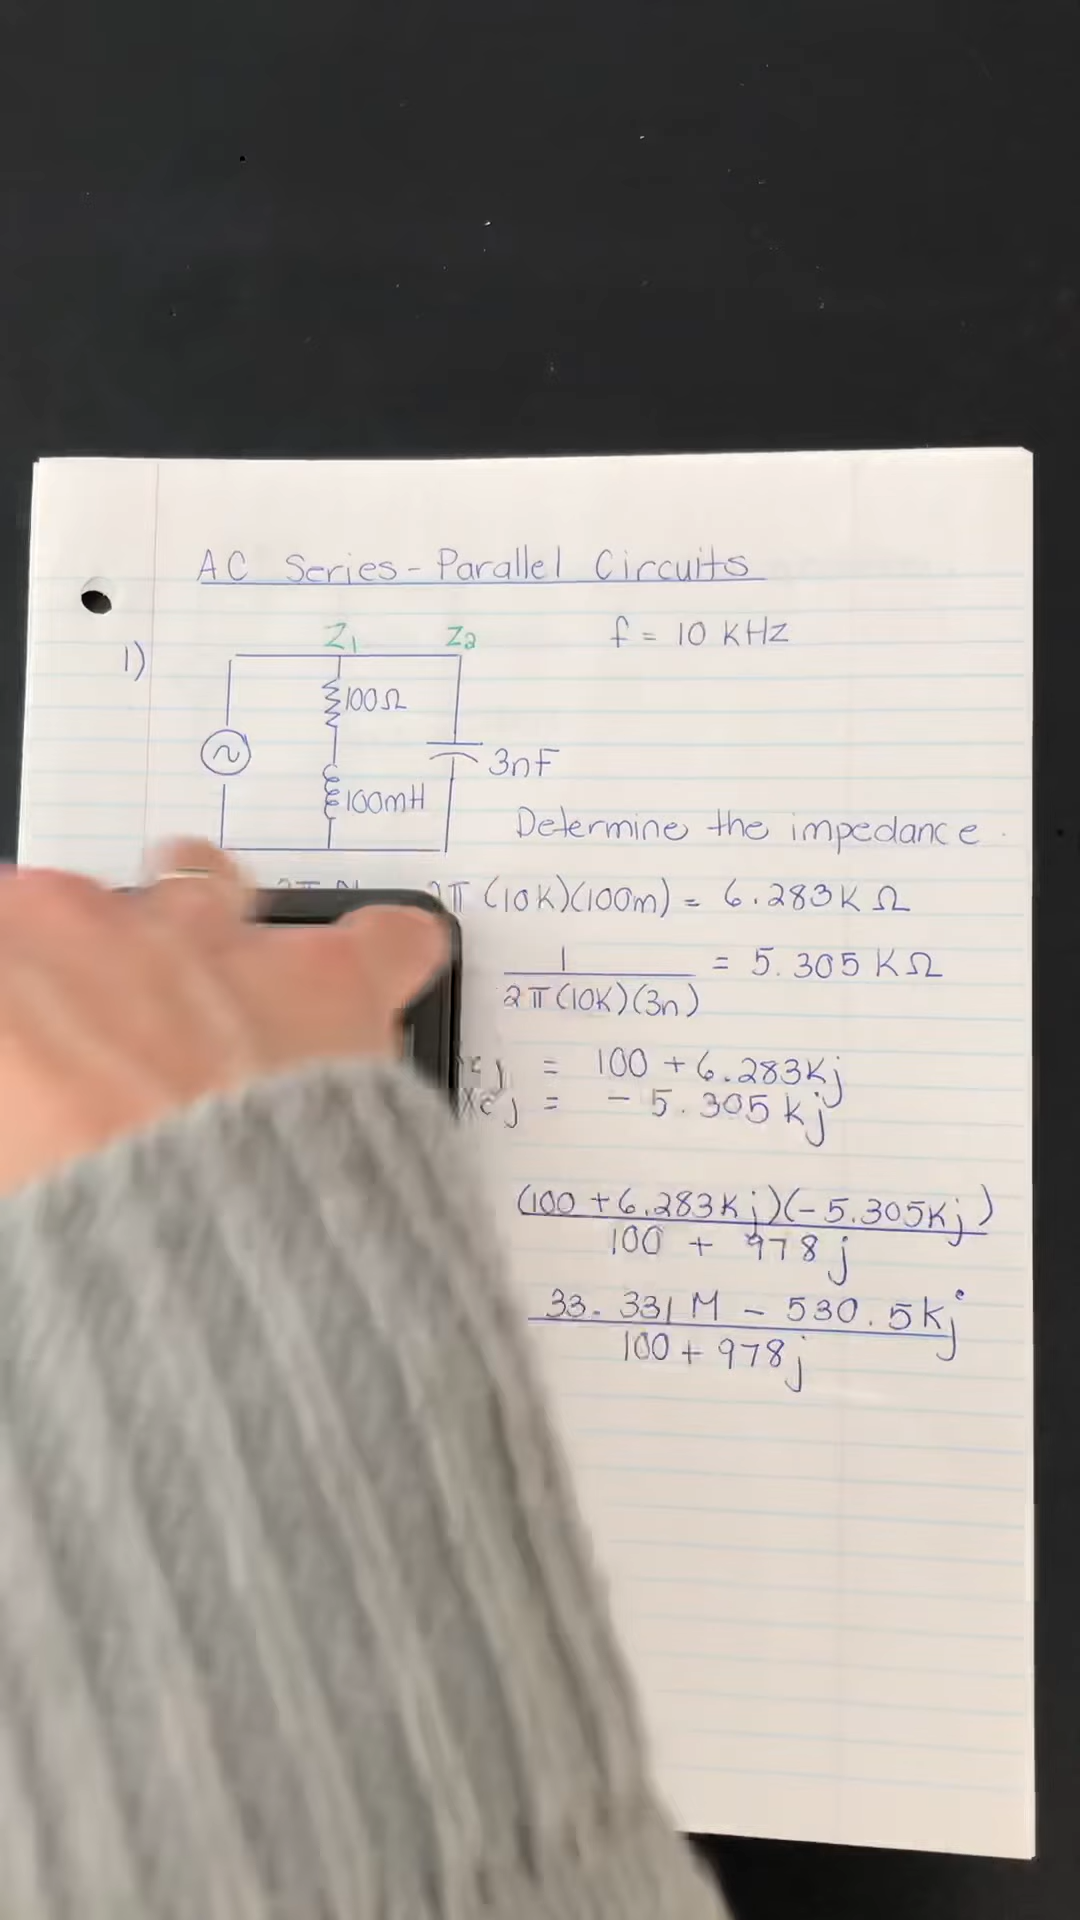 AC Series-Parallel Circuits
1)
Z1 Z2 f = 10 KHz
100Ω
3nF
100mH
Determine the impedance
π (10K)(100m) = 6.283K Ω
1 = 5.305 KΩ
2π(10K)(3n)
j = 100 + 6.283Kj
Xcj = - 5.305 Kj
(100 + 6.283Kj)(-5.305Kj)
100 + 978j
33.331M - 530.5Kj
100 + 978j